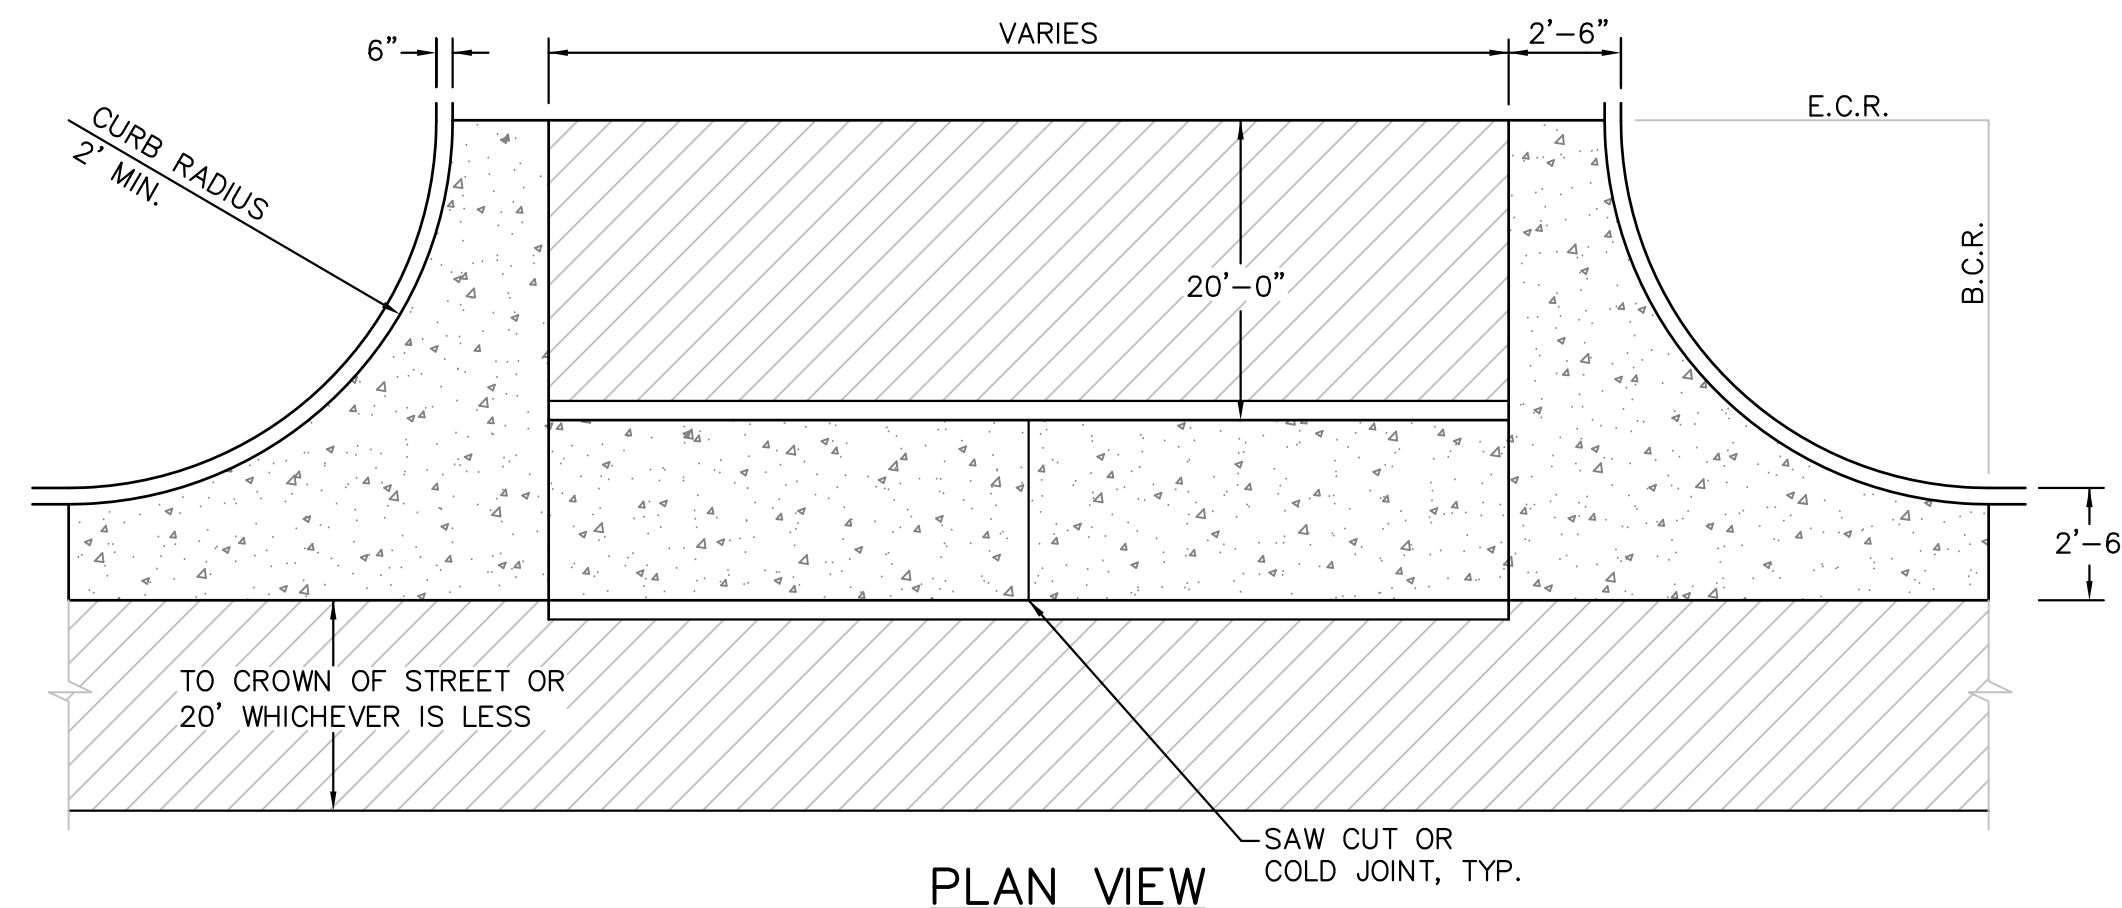 6”
VARIES
2’-6”
CURB RADIUS
2’ MIN.
E.C.R.
B.C.R.
20’-0”
2’-6
TO CROWN OF STREET OR
20’ WHICHEVER IS LESS
SAW CUT OR
COLD JOINT, TYP.
PLAN VIEW